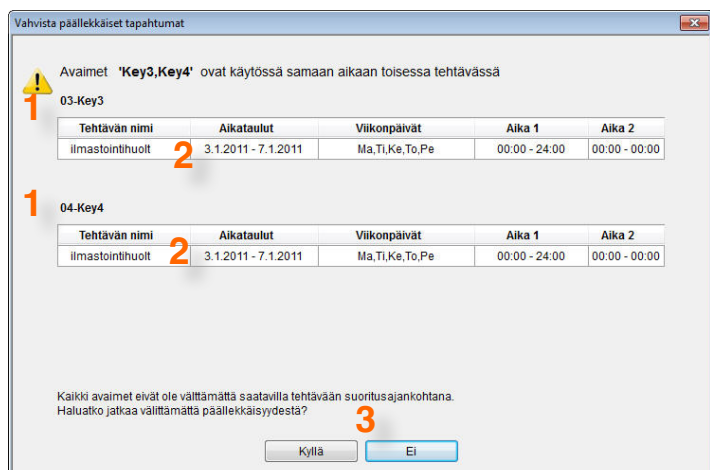 Vahvista päällekkäiset tapahtumat
Avaimet 'Key3,Key4' ovat käytössä samaan aikaan toisessa tehtävässä
1 03-Key3
Tehtävän nimi Aikataulut Viikonpäivät Aika 1 Aika 2
ilmastointihuolt 2 3.1.2011 - 7.1.2011 Ma,Ti,Ke,To,Pe 00:00 - 24:00 00:00 - 00:00
1 04-Key4
Tehtävän nimi Aikataulut Viikonpäivät Aika 1 Aika 2
ilmastointihuolt 2 3.1.2011 - 7.1.2011 Ma,Ti,Ke,To,Pe 00:00 - 24:00 00:00 - 00:00
Kaikki avaimet eivät ole välttämättä saatavilla tehtävään suoritusajankohtana.
Haluatko jatkaa välittämättä päällekkäisyydestä?
3
Kyllä Ei